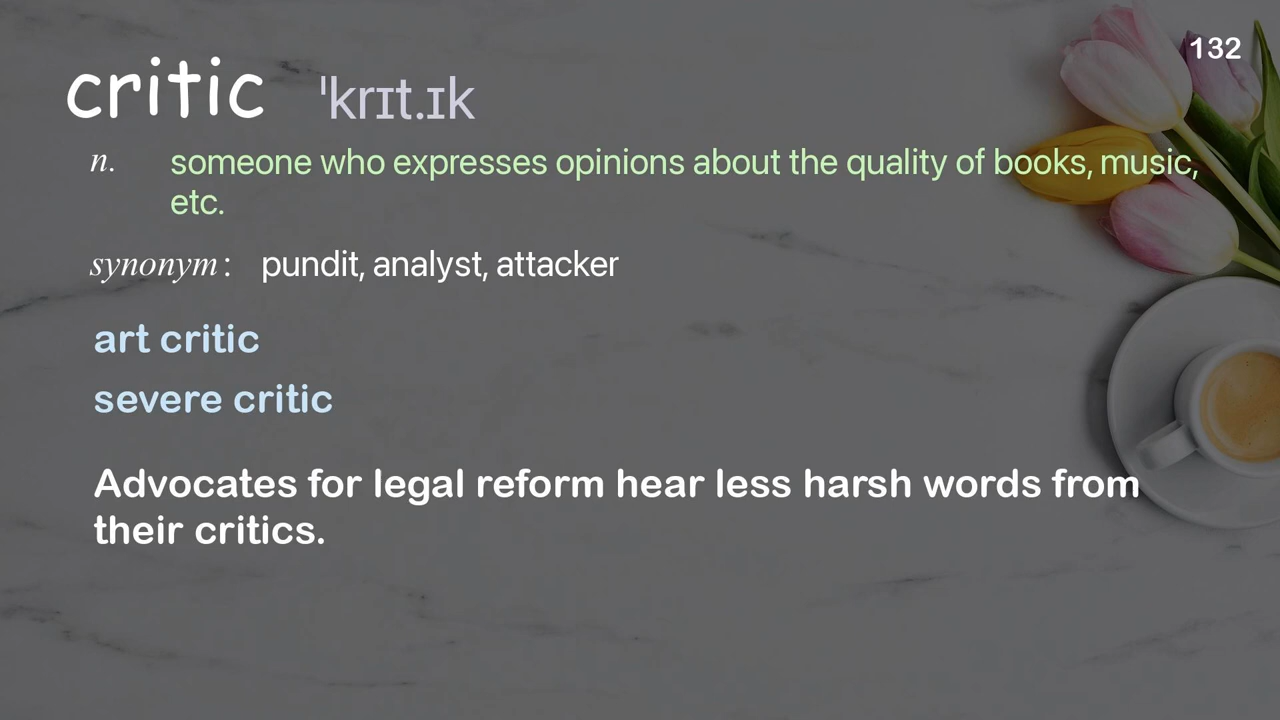 132
critic ˈkrɪt.ɪk
n. someone who expresses opinions about the quality of books, music,
etc.
synonym : pundit, analyst, attacker
art critic
severe critic
Advocates for legal reform hear less harsh words from
their critics.